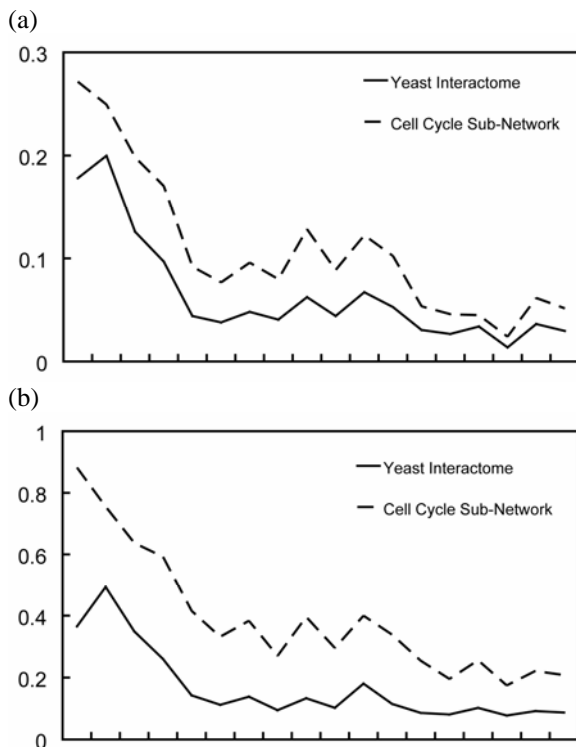 (a)
0.3
Yeast Interactome
Cell Cycle Sub-Network
0.2
0.1
0
(b)
1
Yeast Interactome
0.8
Cell Cycle Sub-Network
0.6
0.4
0.2
0